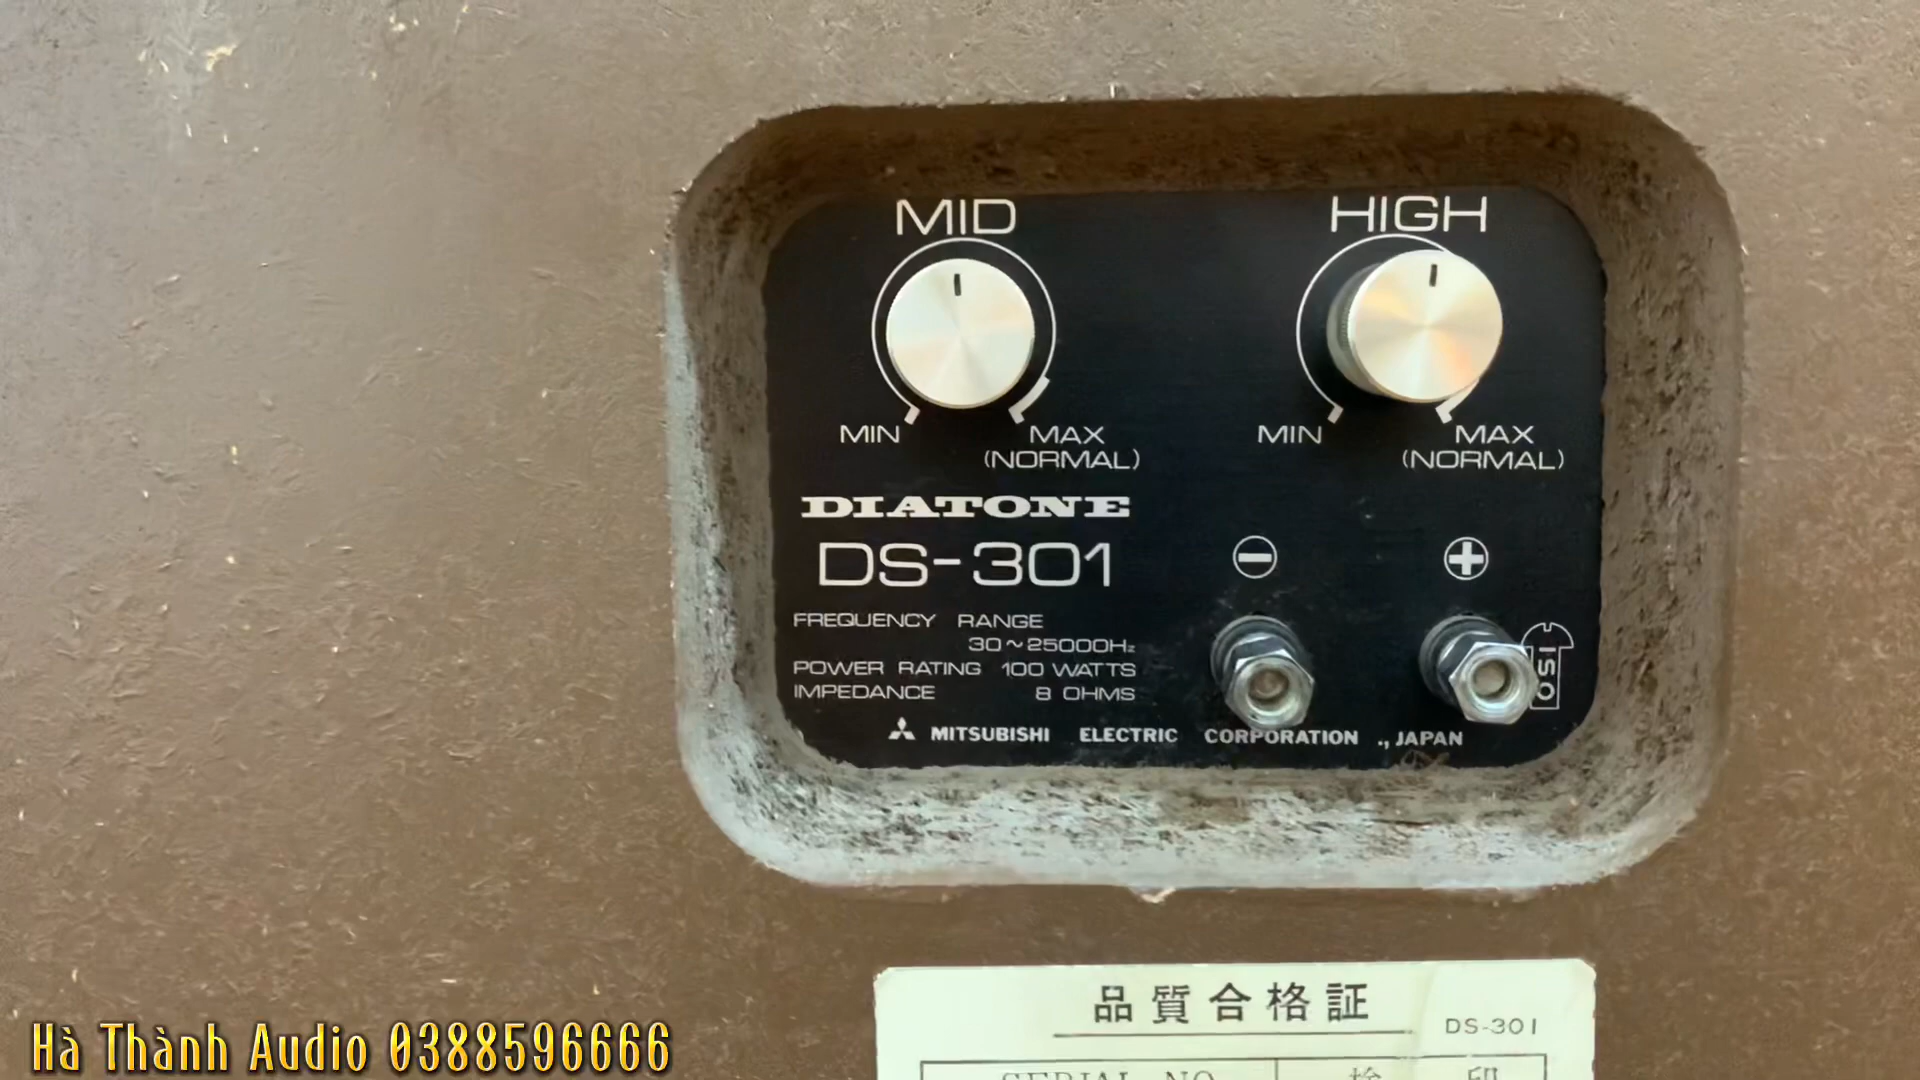 MID HIGH
MIN MAX MIN MAX
(NORMAL) (NORMAL)
DIATONE
DS-301
− +
FREQUENCY RANGE
30~25000Hz
POWER RATING 100 WATTS
IMPEDANCE 8 OHMS
ISO
MITSUBISHI ELECTRIC CORPORATION ., JAPAN
品質合格証
DS-301
SERIAL NO.
検 印
Hà Thành Audio 0388596666